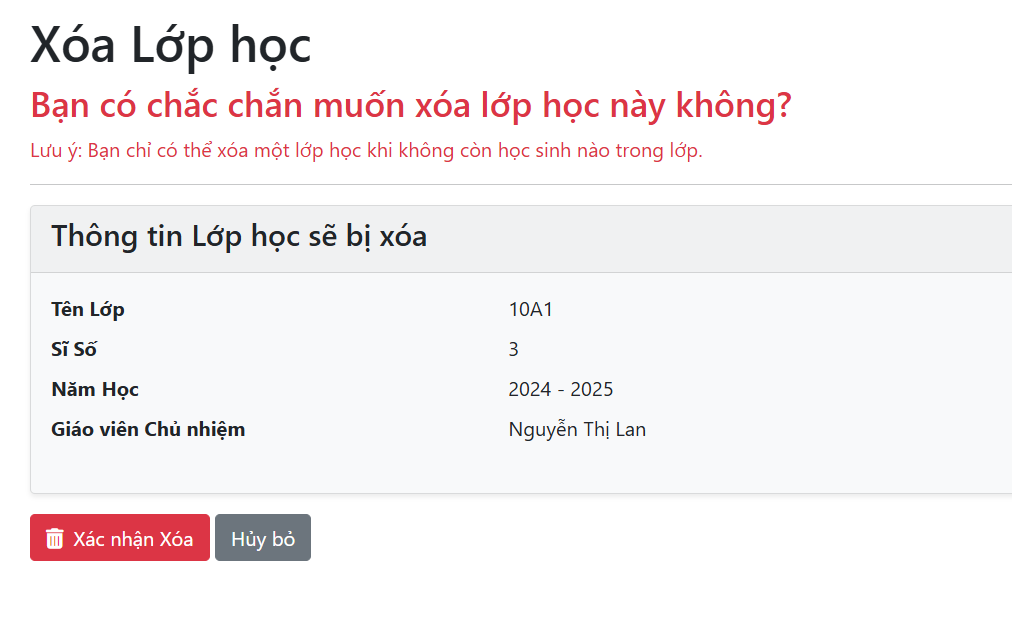 Xóa Lớp học
Bạn có chắc chắn muốn xóa lớp học này không?
Lưu ý: Bạn chỉ có thể xóa một lớp học khi không còn học sinh nào trong lớp.
Thông tin Lớp học sẽ bị xóa
Tên Lớp 10A1
Sĩ Số 3
Năm Học 2024 - 2025
Giáo viên Chủ nhiệm Nguyễn Thị Lan
Xác nhận Xóa Hủy bỏ